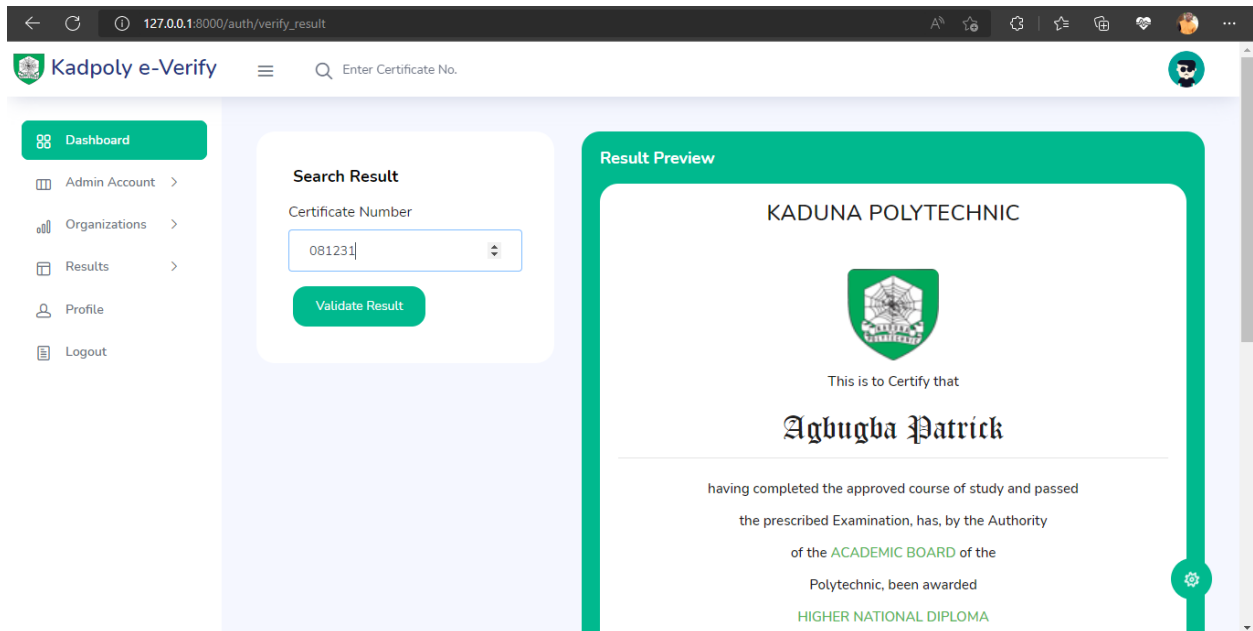 127.0.0.1:8000/auth/verify_result
Kadpoly e-Verify
Enter Certificate No.
Dashboard
Admin Account
Organizations
Results
Profile
Logout
Search Result
Certificate Number
081231
Validate Result
Result Preview
KADUNA POLYTECHNIC
KADUNA
POLYTECHNIC
This is to Certify that
Agbugba Patrick
having completed the approved course of study and passed
the prescribed Examination, has, by the Authority
of the ACADEMIC BOARD of the
Polytechnic, been awarded
HIGHER NATIONAL DIPLOMA